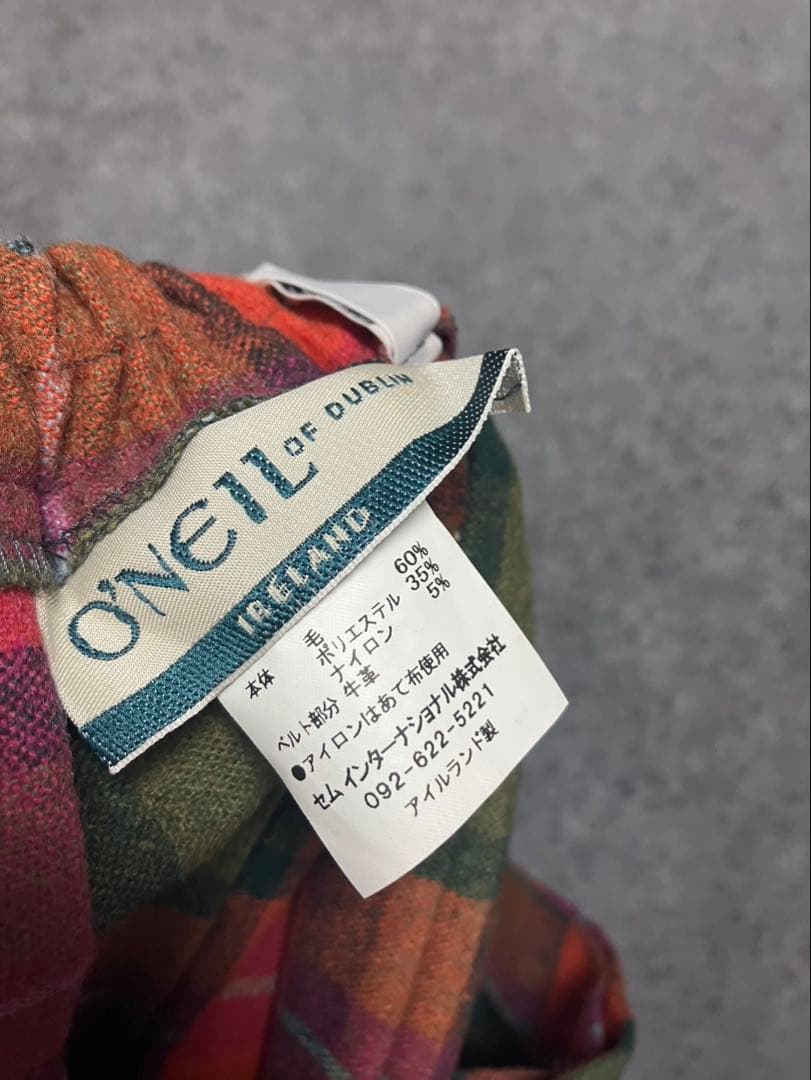 O'NEIL OF DUBLIN
IRELAND
本体 毛 60%
ポリエステル 35%
ナイロン 5%
ベルト部分 牛革
●アイロンはあて布使用
セムインターナショナル株式会社
092-622-5221
アイルランド製